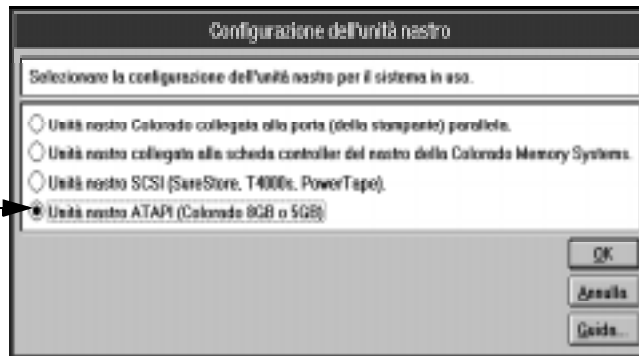 Configurazione dell'unità nastro
Selezionare la configurazione dell'unità nastro per il sistema in uso.
Unità nastro Colorado collegata alla porta (della stampante) parallela.
Unità nastro collegata alla scheda controller del nastro della Colorado Memory Systems.
Unità nastro SCSI (SureStore, T4000s, PowerTape).
Unità nastro ATAPI (Colorado 8GB o 5GB)
OK
Annulla
Guida...